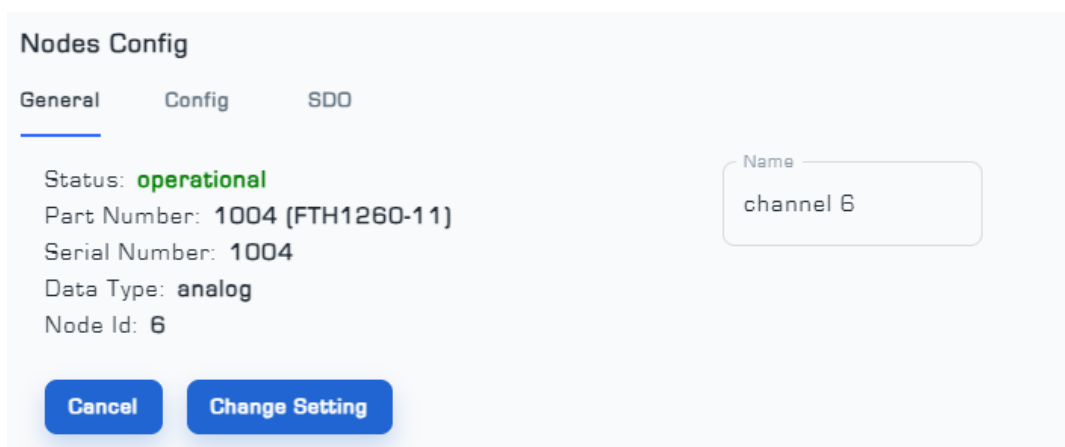 Nodes Config
General Config SDO
Status: operational
Part Number: 1004 (FTH1260-11)
Serial Number: 1004
Data Type: analog
Node Id: 6
Name
channel 6
Cancel Change Setting